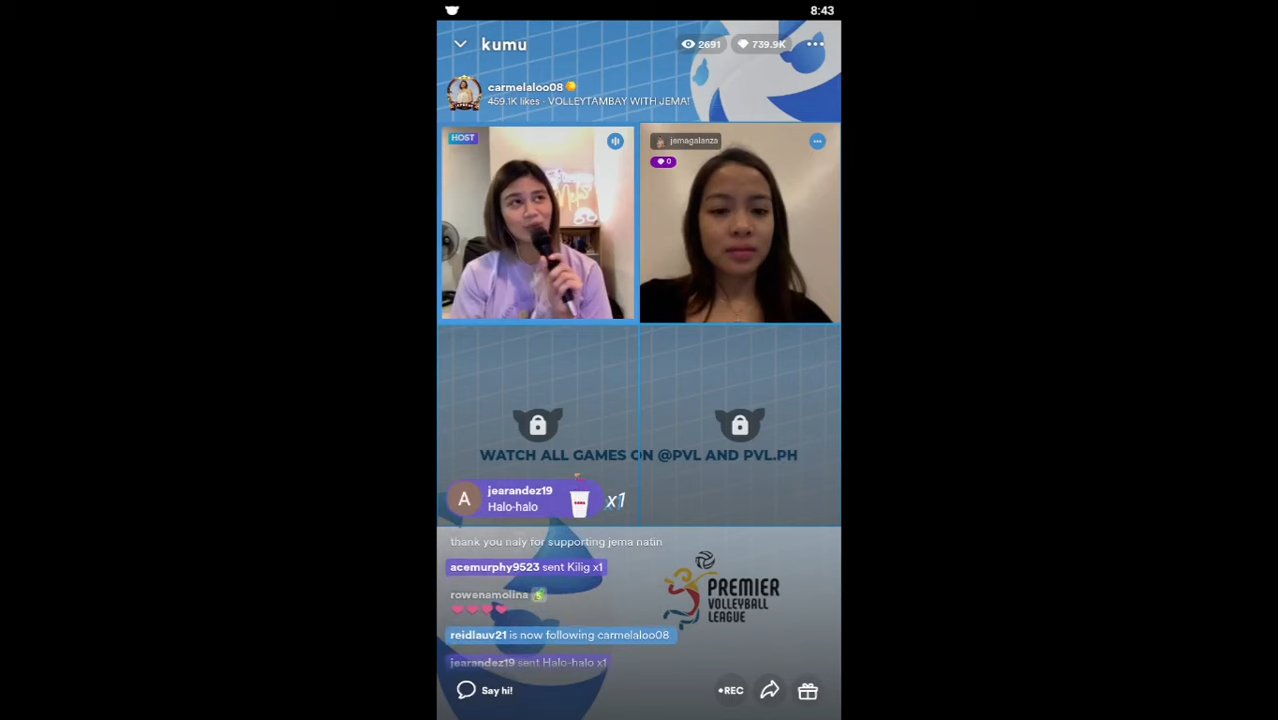 8:43
kumu
2691
739.9K
carmelaloo08
459.1K likes · VOLLEYTAMBAY WITH JEMA!
HOST
jemagalanza
0
WATCH ALL GAMES ON @PVL AND PVL.PH
A
jearandez19
Halo-halo
x1
thank you naly for supporting jema natin
acemurphy9523 sent Kilig x1
rowenamolina
reidlauv21 is now following carmelaloo08
jearandez19 sent Halo-halo x1
PREMIER
VOLLEYBALL
LEAGUE
Say hi!
•REC